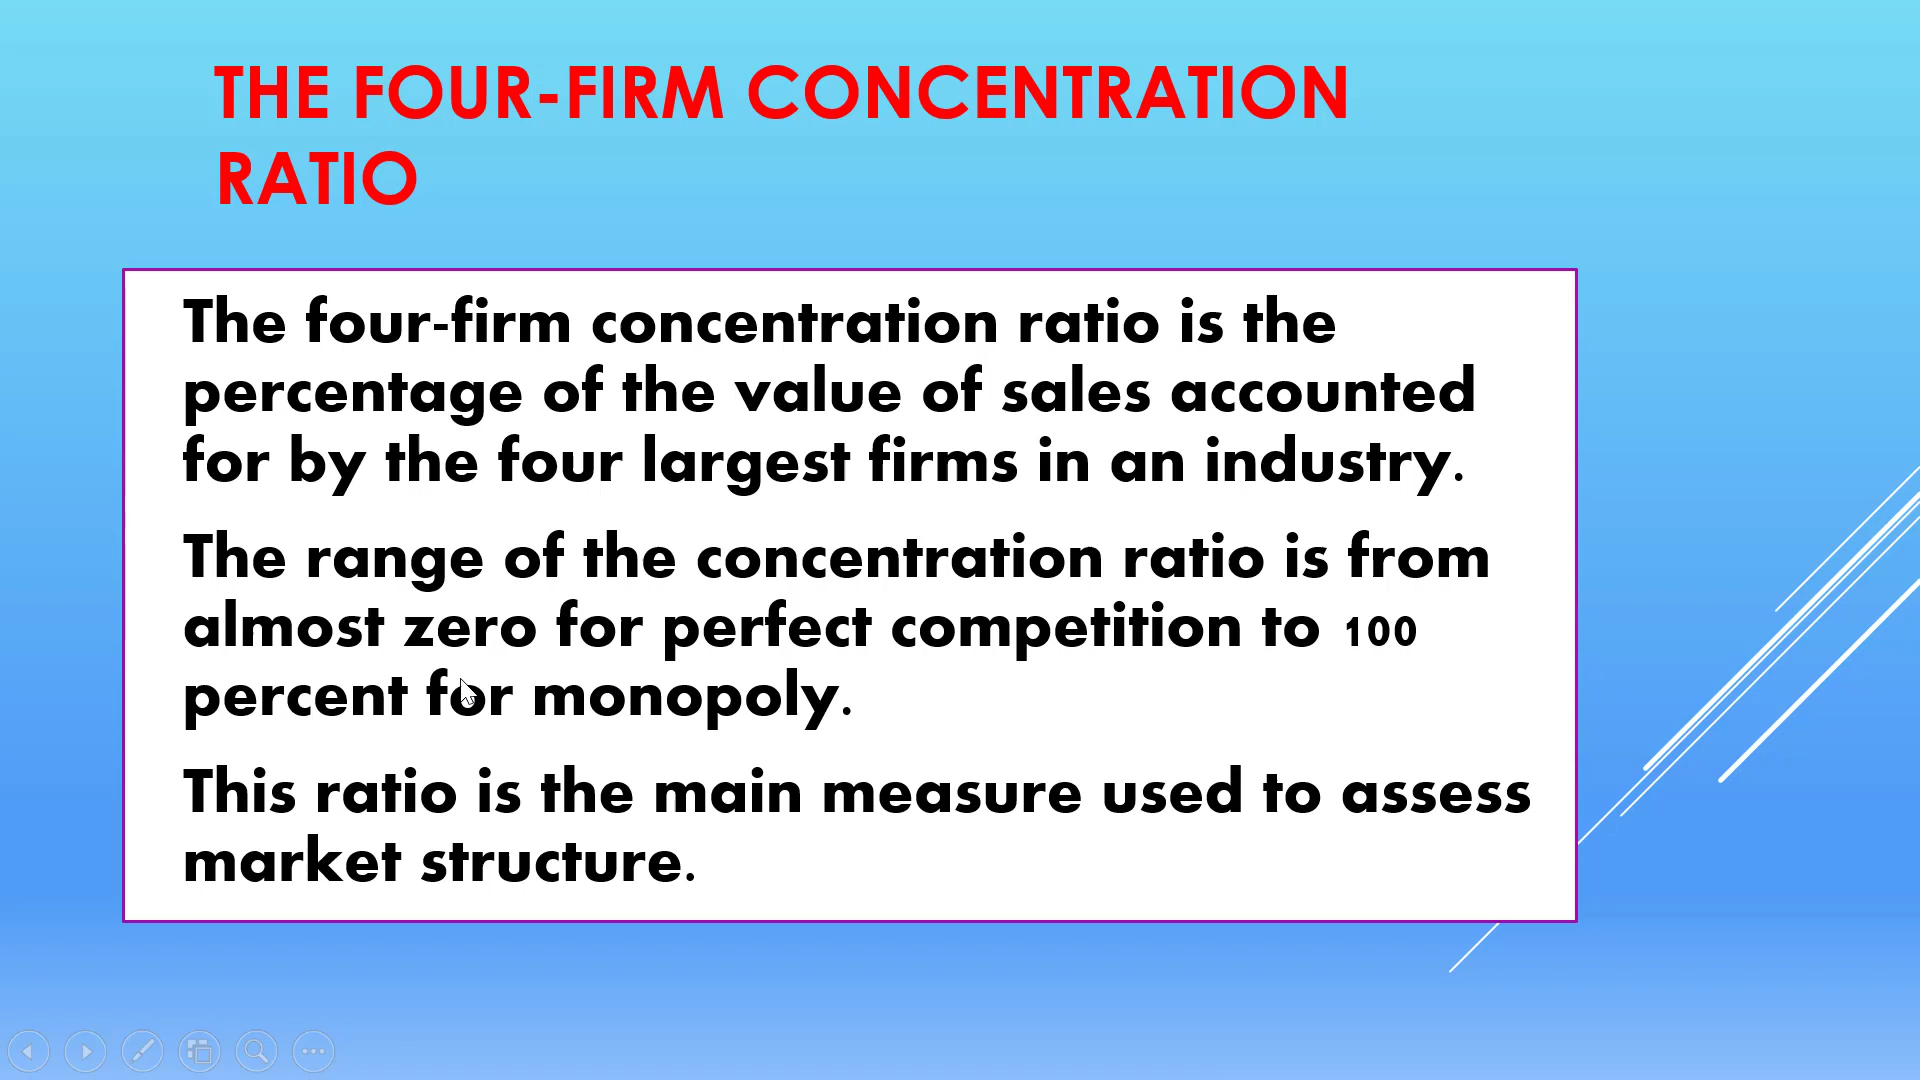 THE FOUR-FIRM CONCENTRATION
RATIO
The four-firm concentration ratio is the
percentage of the value of sales accounted
for by the four largest firms in an industry.
The range of the concentration ratio is from
almost zero for perfect competition to 100
percent for monopoly.
This ratio is the main measure used to assess
market structure.